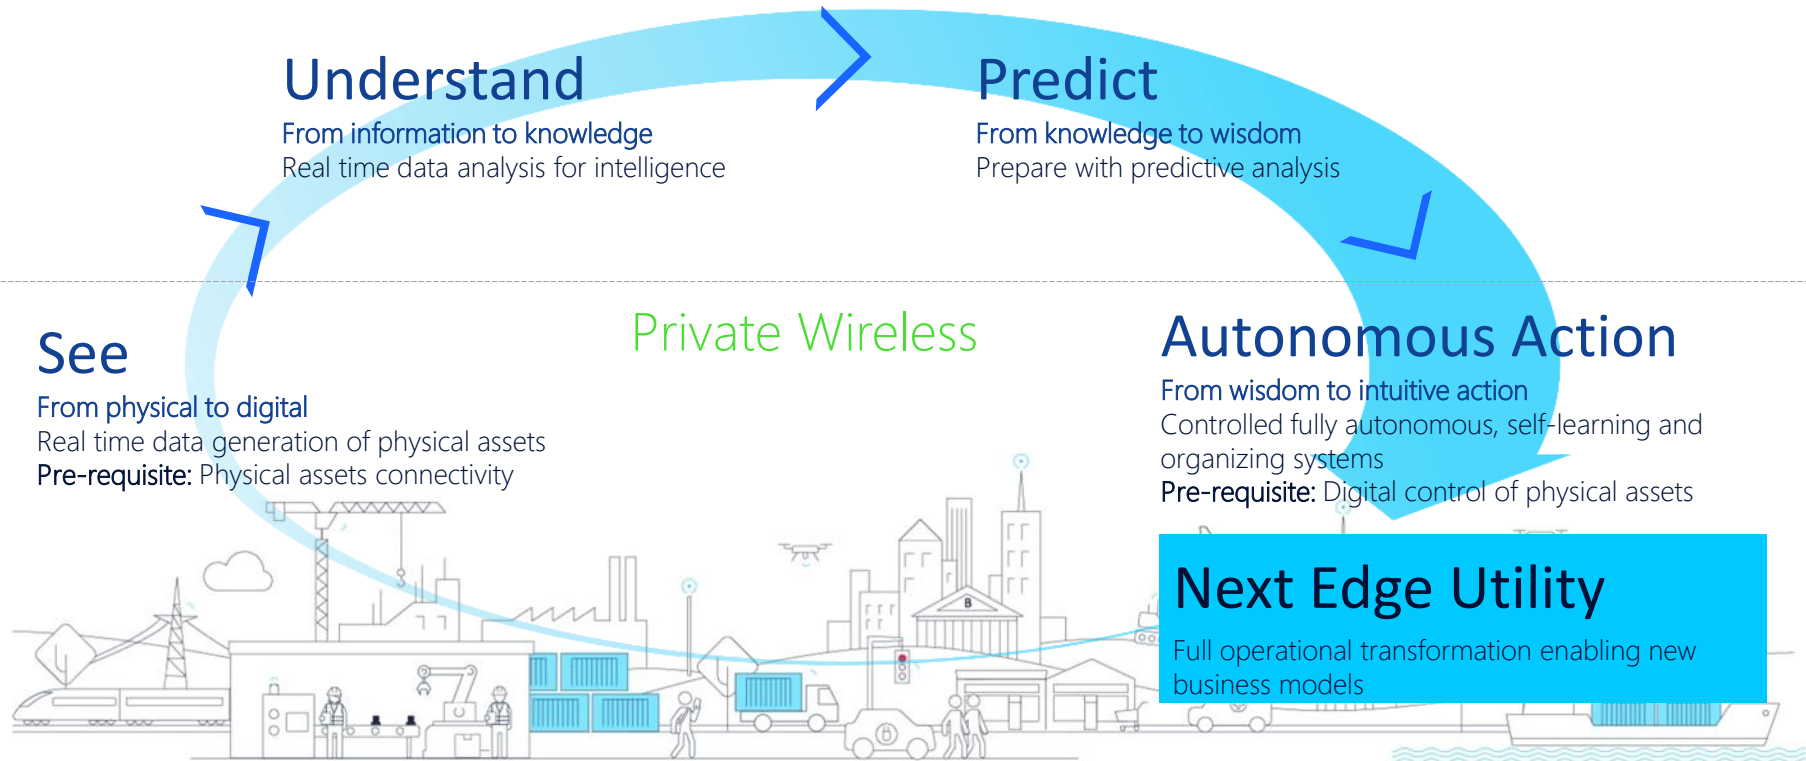 Understand
From information to knowledge
Real time data analysis for intelligence
Predict
From knowledge to wisdom
Prepare with predictive analysis
See
From physical to digital
Real time data generation of physical assets
Pre-requisite: Physical assets connectivity
Private Wireless
Autonomous Action
From wisdom to intuitive action
Controlled fully autonomous, self-learning and
organizing systems
Pre-requisite: Digital control of physical assets
Next Edge Utility
Full operational transformation enabling new
business models
B